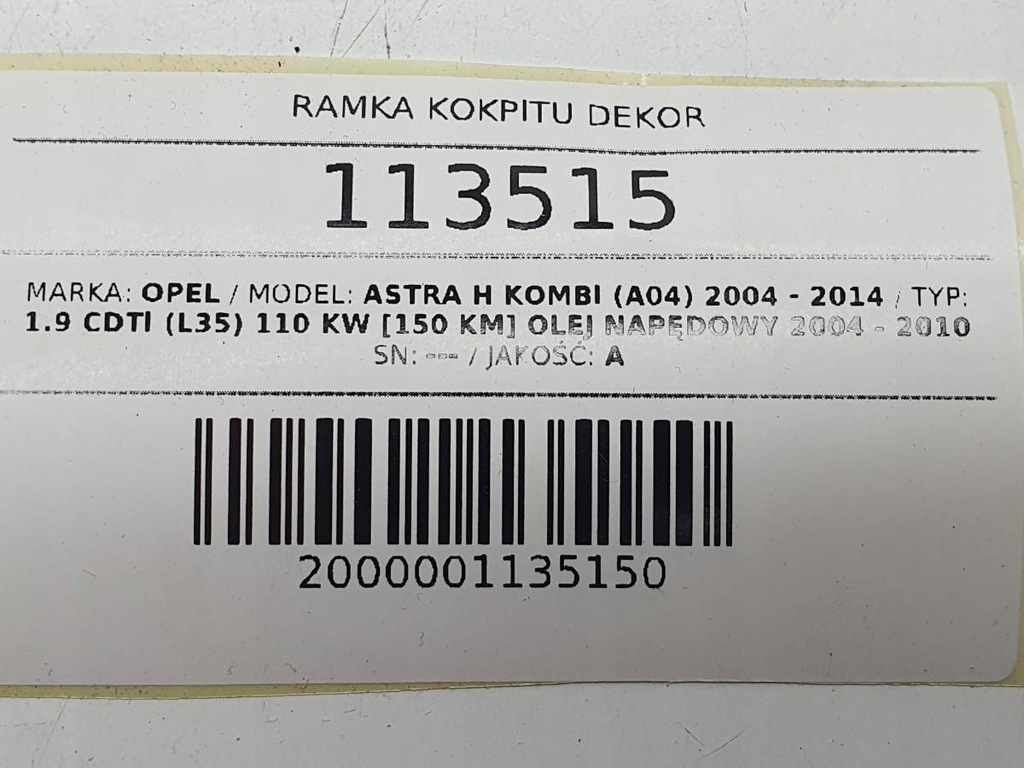 RAMKA KOKPITU DEKOR
113515
MARKA: OPEL / MODEL: ASTRA H KOMBI (A04) 2004 - 2014 / TYP:
1.9 CDTI (L35) 110 KW [150 KM] OLEJ NAPĘDOWY 2004 - 2010
SN: --- / JAKOŚĆ: A
2000001135150